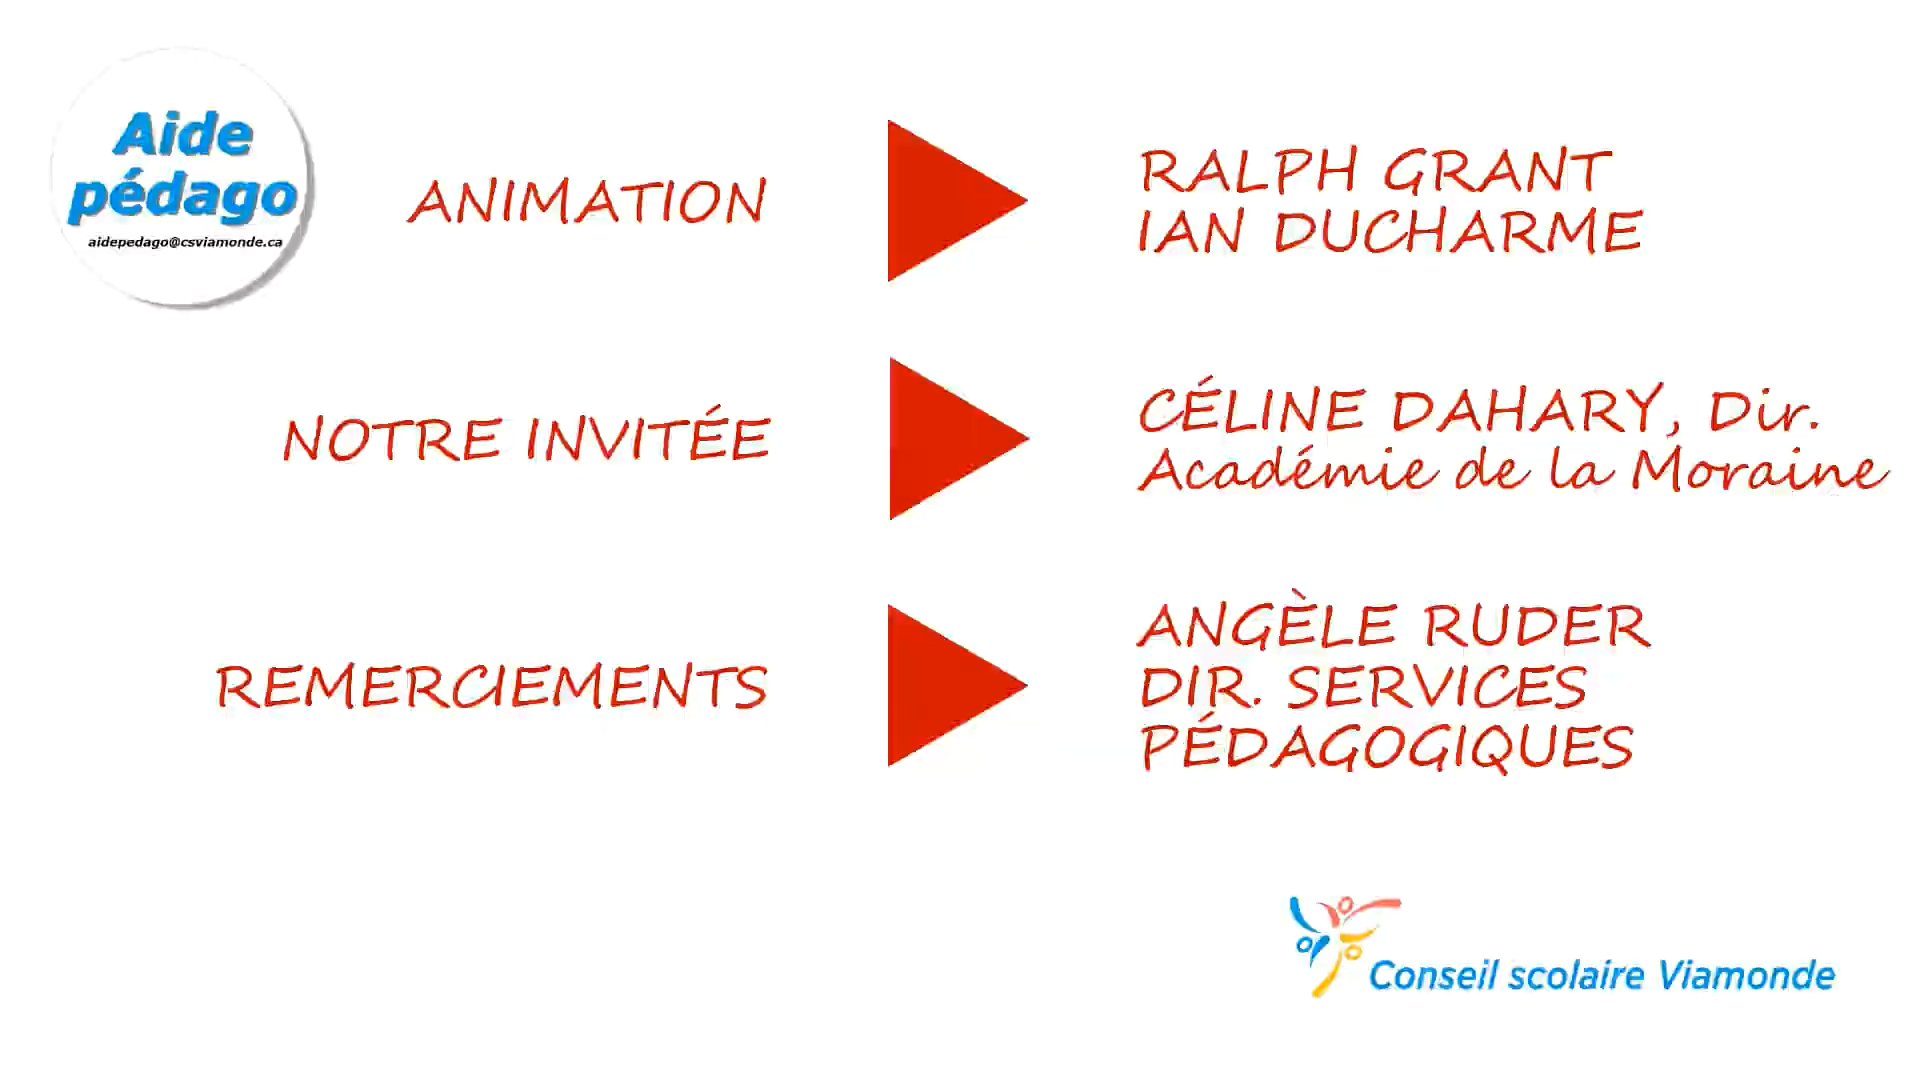 Aide
pédago
aidepedago@csviamonde.ca
ANIMATION
RALPH GRANT
IAN DUCHARME
NOTRE INVITÉE
CÉLINE DAHARY, Dir.
Académie de la Moraine
REMERCIEMENTS
ANGÈLE RUDER
DIR. SERVICES
PÉDAGOGIQUES
Conseil scolaire Viamonde